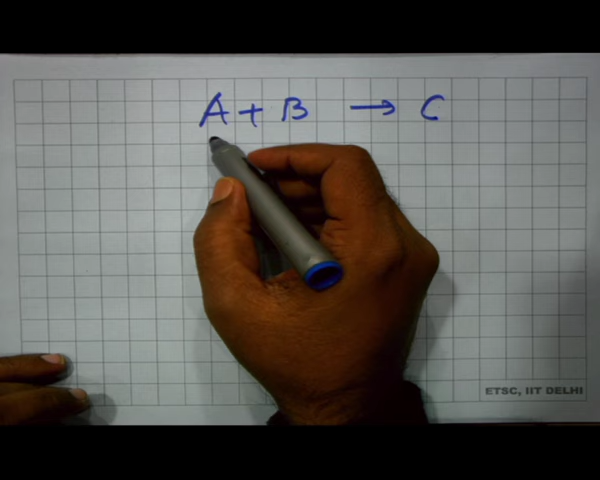 A + B → C
ETSC, IIT DELHI